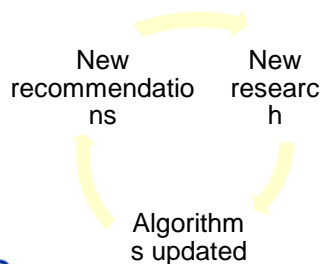 New
recommendatio
ns
New
researc
h
Algorithm
s updated